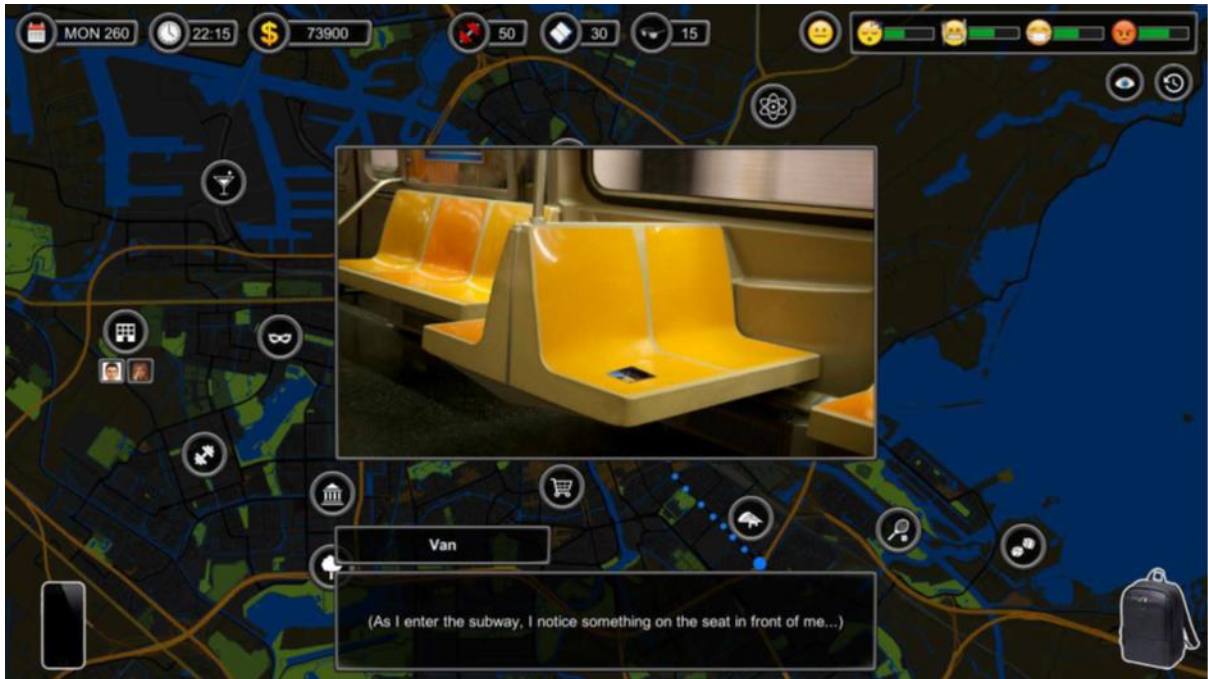 MON 260
22:15
73900
50
30
15
Van
(As I enter the subway, I notice something on the seat in front of me...)